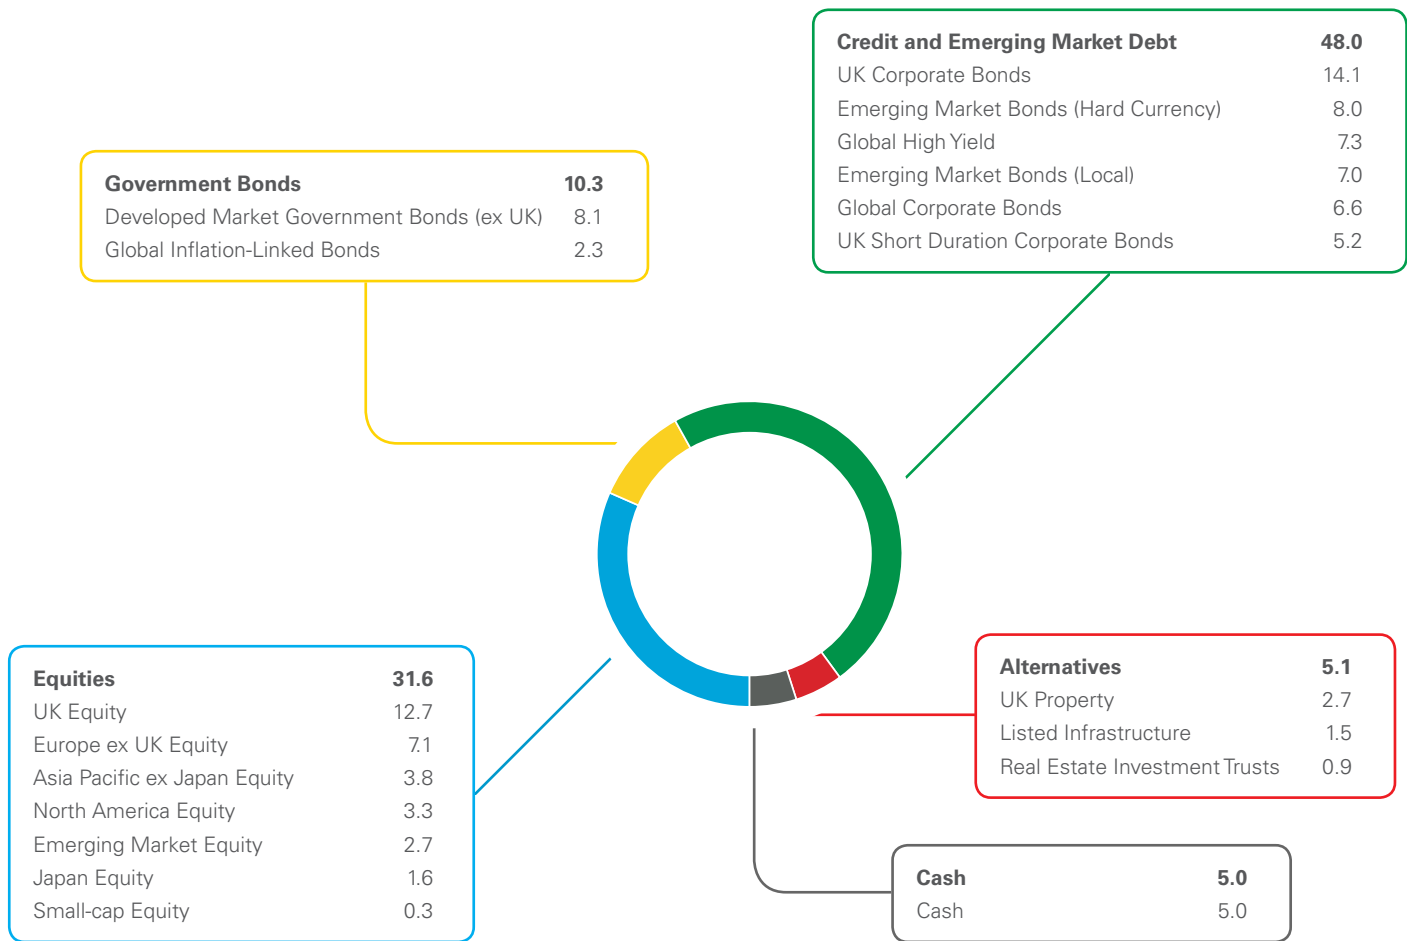 Credit and Emerging Market Debt 48.0
UK Corporate Bonds 14.1
Emerging Market Bonds (Hard Currency) 8.0
Global High Yield 7.3
Emerging Market Bonds (Local) 7.0
Global Corporate Bonds 6.6
UK Short Duration Corporate Bonds 5.2
Government Bonds 10.3
Developed Market Government Bonds (ex UK) 8.1
Global Inflation-Linked Bonds 2.3
Equities 31.6
UK Equity 12.7
Europe ex UK Equity 7.1
Asia Pacific ex Japan Equity 3.8
North America Equity 3.3
Emerging Market Equity 2.7
Japan Equity 1.6
Small-cap Equity 0.3
Alternatives 5.1
UK Property 2.7
Listed Infrastructure 1.5
Real Estate Investment Trusts 0.9
Cash 5.0
Cash 5.0